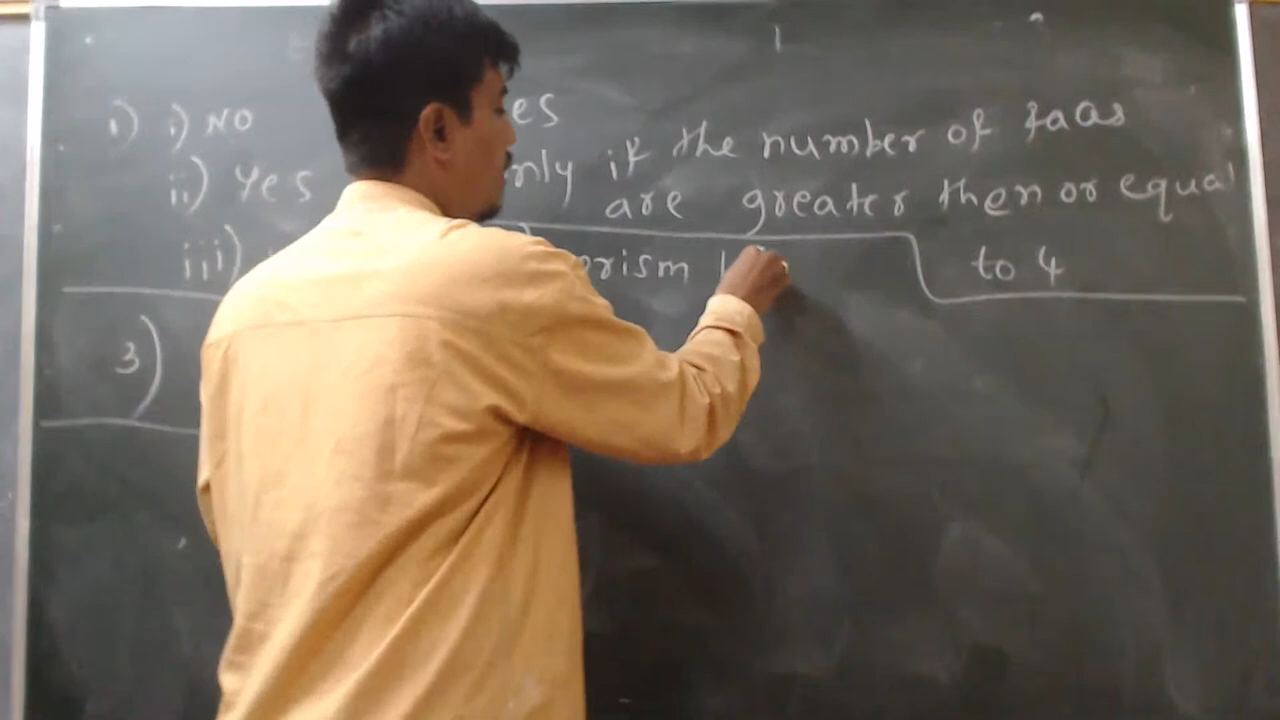 1) i) NO es
ii) Yes nly if the number of faas
are greater then or equal
iii) prism to 4
3)